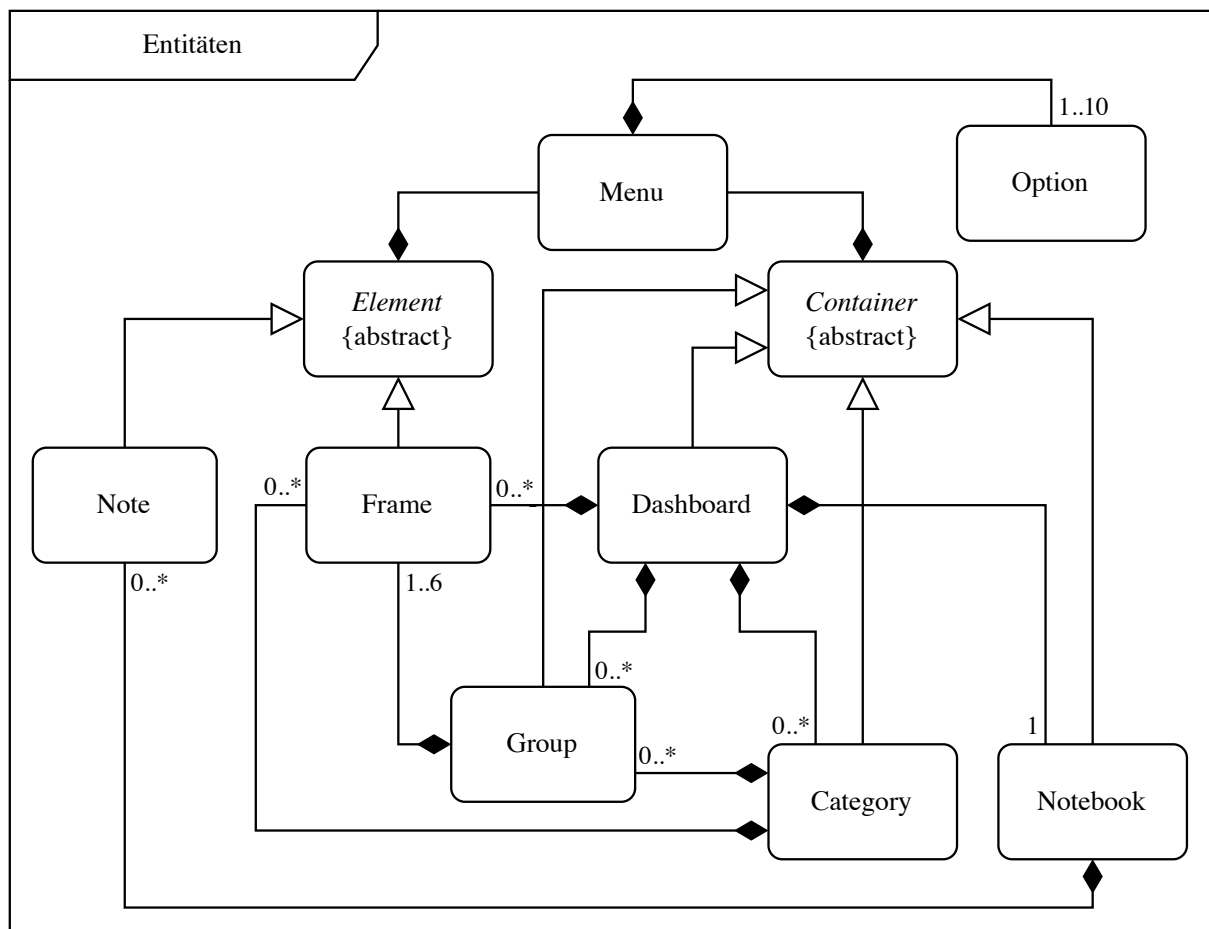 Entitäten
1..10
Menu
Option
Element
{abstract}
Container
{abstract}
Note
0..*
Frame
0..*
Dashboard
0..*
1..6
0..*
Group
0..*
0..*
1
Category
Notebook